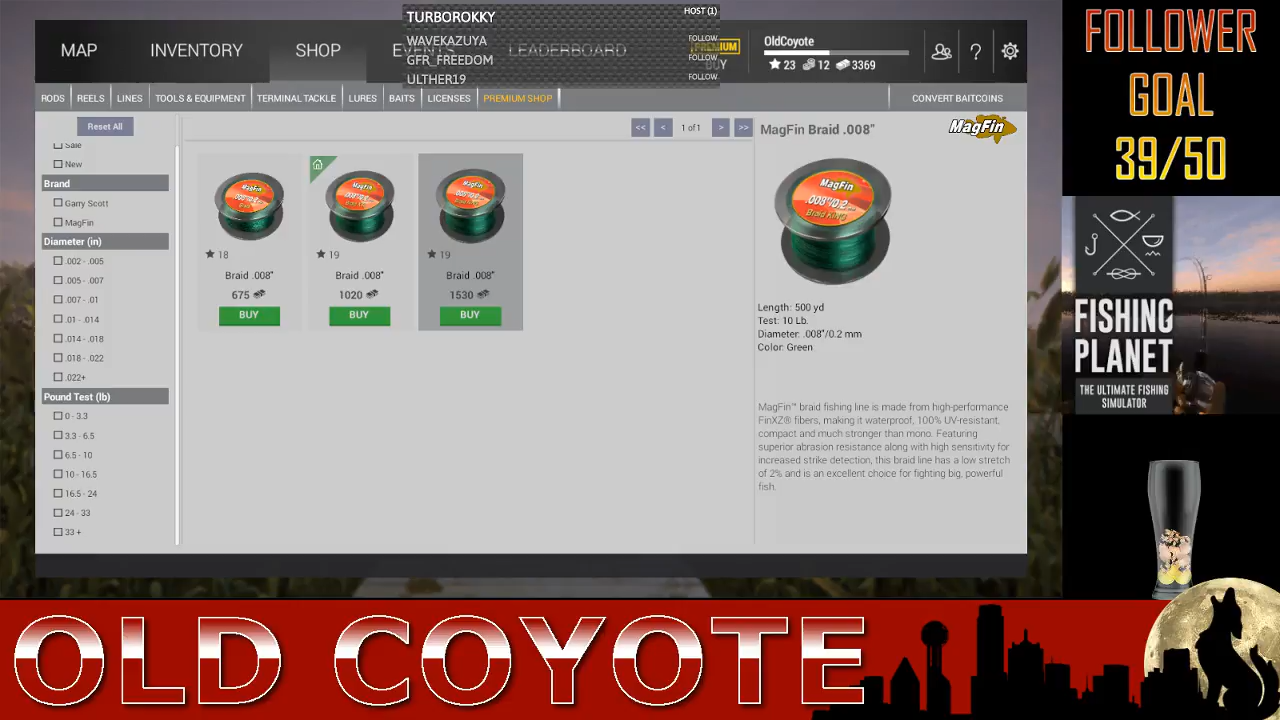 TURBOROKKY
HOST (1)
WAVEKAZUYA
FOLLOW
GFR_FREEDOM
FOLLOW
ULTHER19
FOLLOW
MAP
INVENTORY
SHOP
LEADERBOARD
PREMIUM
OldCoyote
23
12
3369
RODS
REELS
LINES
TOOLS & EQUIPMENT
TERMINAL TACKLE
LURES
BAITS
LICENSES
PREMIUM SHOP
CONVERT BAITCOINS
Reset All
<<
<
1 of 1
>
>>
MagFin Braid .008"
MagFin
Sale
New
Brand
Garry Scott
MagFin
Diameter (in)
.002 - .005
.005 - .007
.007 - .01
.01 - .014
.014 - .018
.018 - .022
.022+
Pound Test (lb)
0 - 3.3
3.3 - 6.5
6.5 - 10
10 - 16.5
16.5 - 24
24 - 33
33 +
18
Braid .008"
675
BUY
19
Braid .008"
1020
BUY
19
Braid .008"
1530
BUY
MagFin
.008"/0.2 mm
Length: 500 yd
Test: 10 Lb.
Diameter: .008"/0.2 mm
Color: Green
MagFin™ braid fishing line is made from high-performance
FinXZ® fibers, making it waterproof, 100% UV-resistant,
compact and much stronger than mono. Featuring
superior abrasion resistance along with high sensitivity for
increased strike detection, this braid line has a low stretch
of 2% and is an excellent choice for fighting big, powerful
fish.
FOLLOWER
GOAL
39/50
FISHING
PLANET
THE ULTIMATE FISHING
SIMULATOR
OLD COYOTE